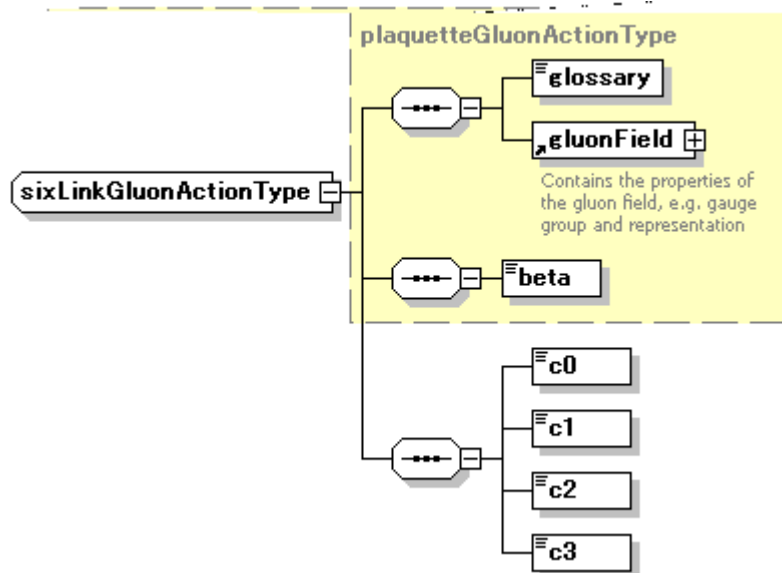 plaquetteGluonActionType
glossary
gluonField
Contains the properties of
the gluon field, e.g. gauge
group and representation
sixLinkGluonActionType
beta
c0
c1
c2
c3